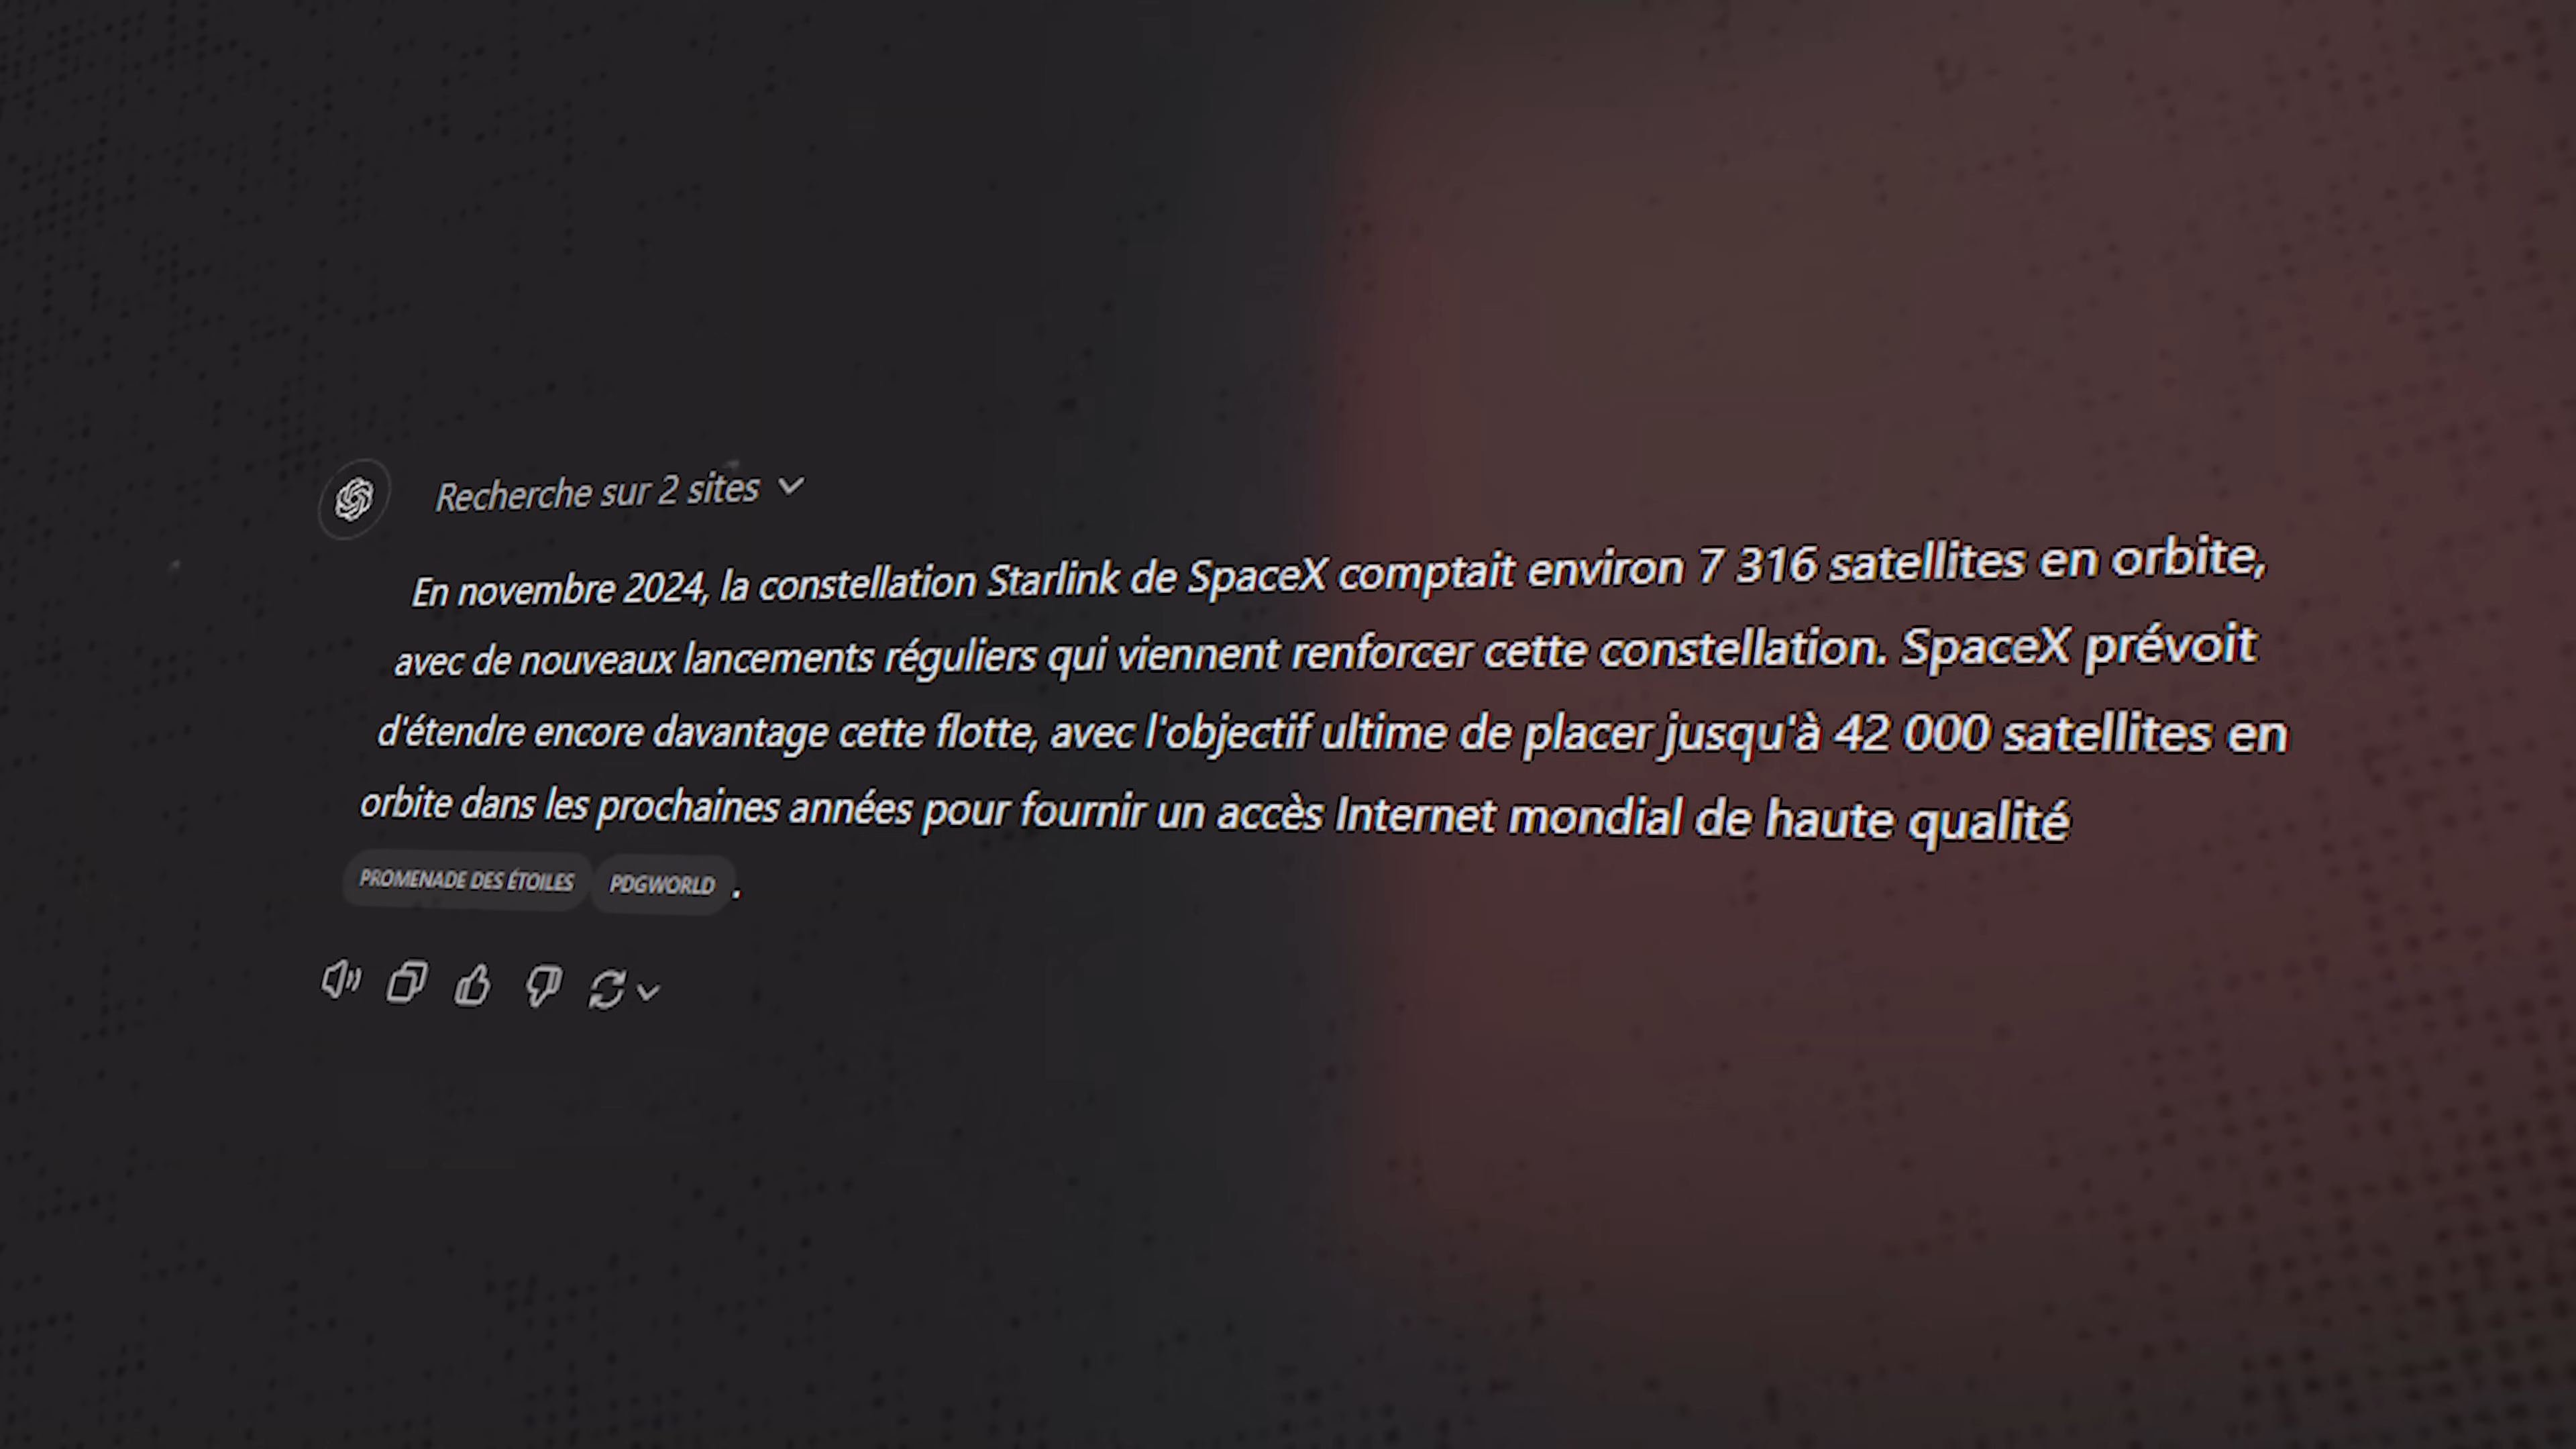 Recherche sur 2 sites
En novembre 2024, la constellation Starlink de SpaceX comptait environ 7 316 satellites en orbite,
avec de nouveaux lancements réguliers qui viennent renforcer cette constellation. SpaceX prévoit
d'étendre encore davantage cette flotte, avec l'objectif ultime de placer jusqu'à 42 000 satellites en
orbite dans les prochaines années pour fournir un accès Internet mondial de haute qualité
PROMENADE DES ÉTOILES PDGWORLD .